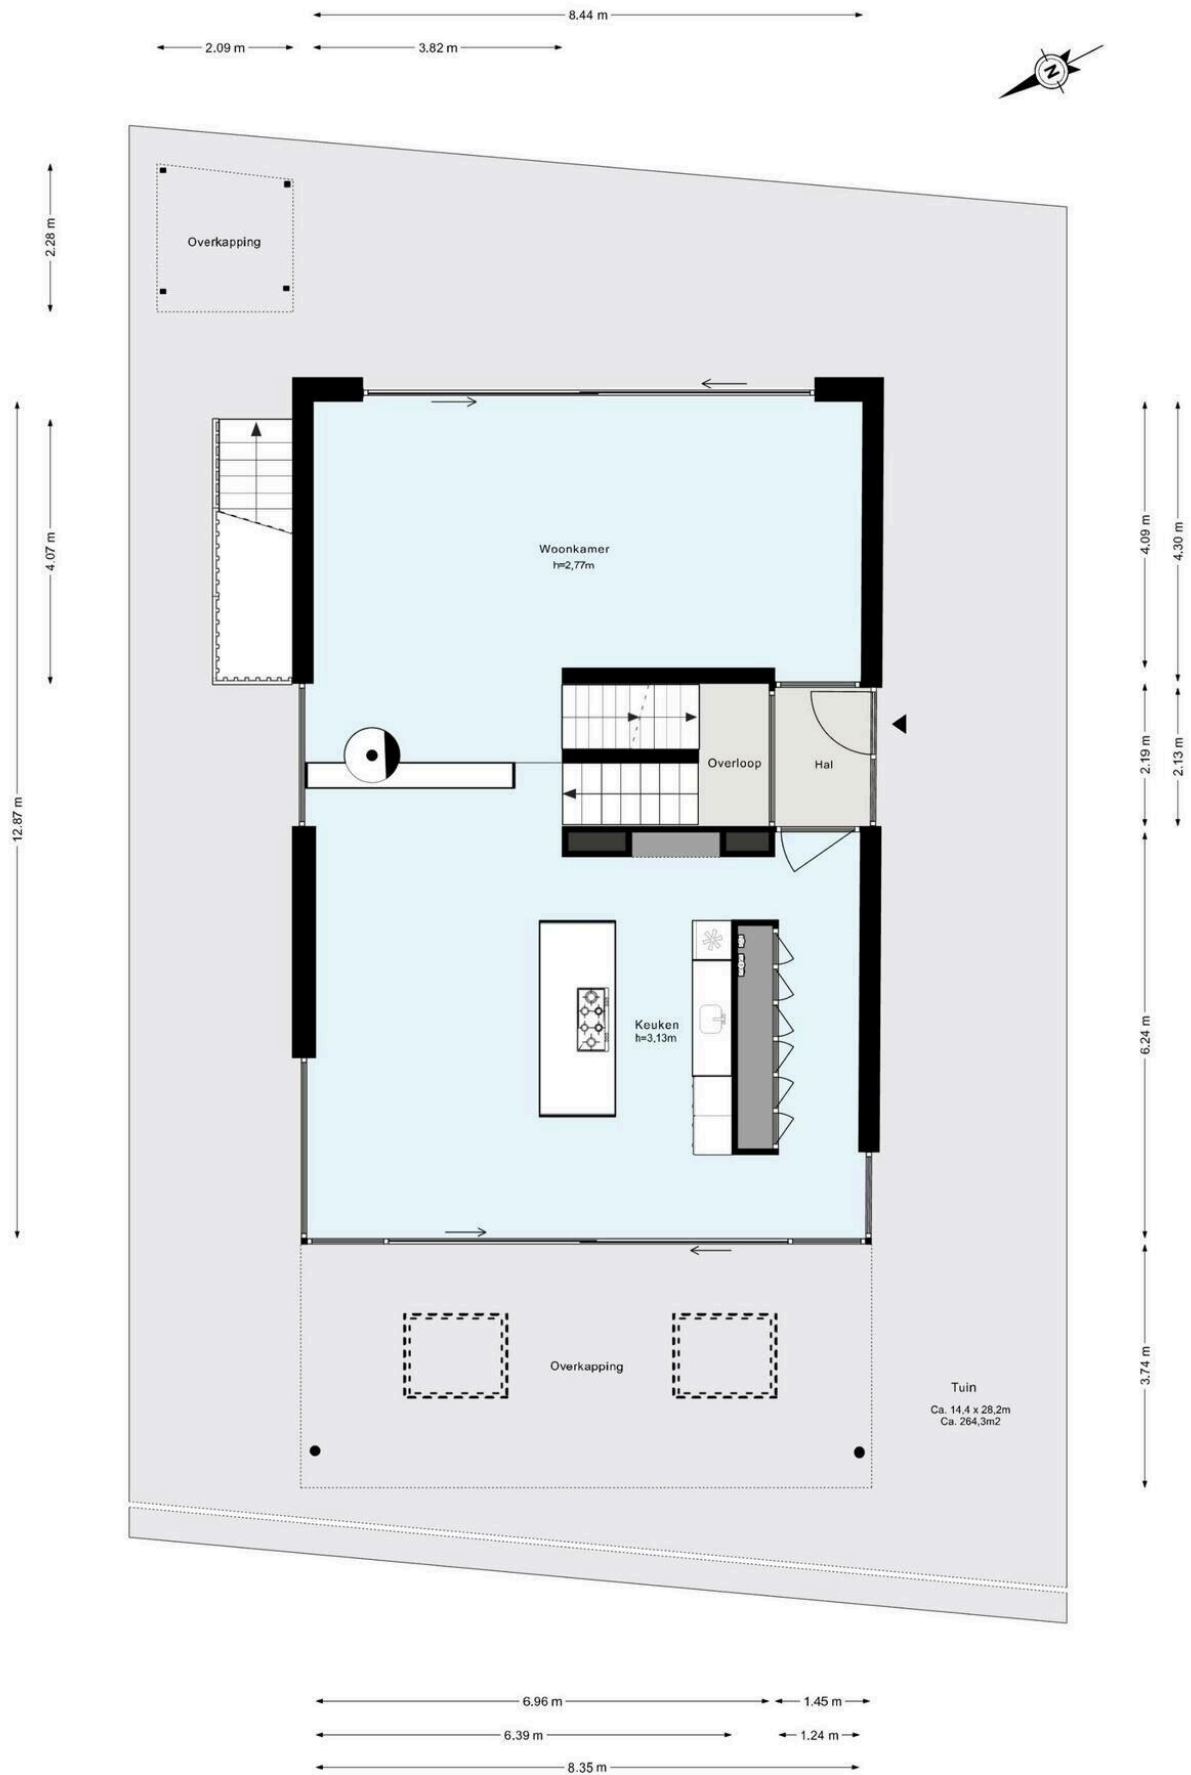 8.44 m
2.09 m
3.82 m
N
2.28 m
Overkapping
4.07 m
12.87 m
Woonkamer
h=2,77m
4.09 m
4.30 m
2.19 m
2.13 m
Overloop
Hal
Keuken
h=3,13m
6.24 m
3.74 m
Overkapping
Tuin
Ca. 14,4 x 28,2m
Ca. 264,3m2
6.96 m
1.45 m
6.39 m
1.24 m
8.35 m